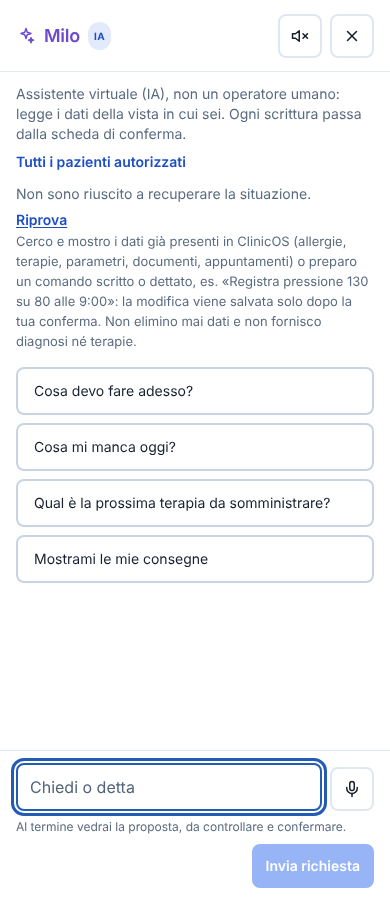 Milo IA
Assistente virtuale (IA), non un operatore umano:
legge i dati della vista in cui sei. Ogni scrittura passa
dalla scheda di conferma.
Tutti i pazienti autorizzati
Non sono riuscito a recuperare la situazione.
Riprova
Cerco e mostro i dati già presenti in ClinicOS (allergie,
terapie, parametri, documenti, appuntamenti) o preparo
un comando scritto o dettato, es. «Registra pressione 130
su 80 alle 9:00»: la modifica viene salvata solo dopo la
tua conferma. Non elimino mai dati e non fornisco
diagnosi né terapie.
Cosa devo fare adesso?
Cosa mi manca oggi?
Qual è la prossima terapia da somministrare?
Mostrami le mie consegne
Chiedi o detta
Al termine vedrai la proposta, da controllare e confermare.
Invia richiesta